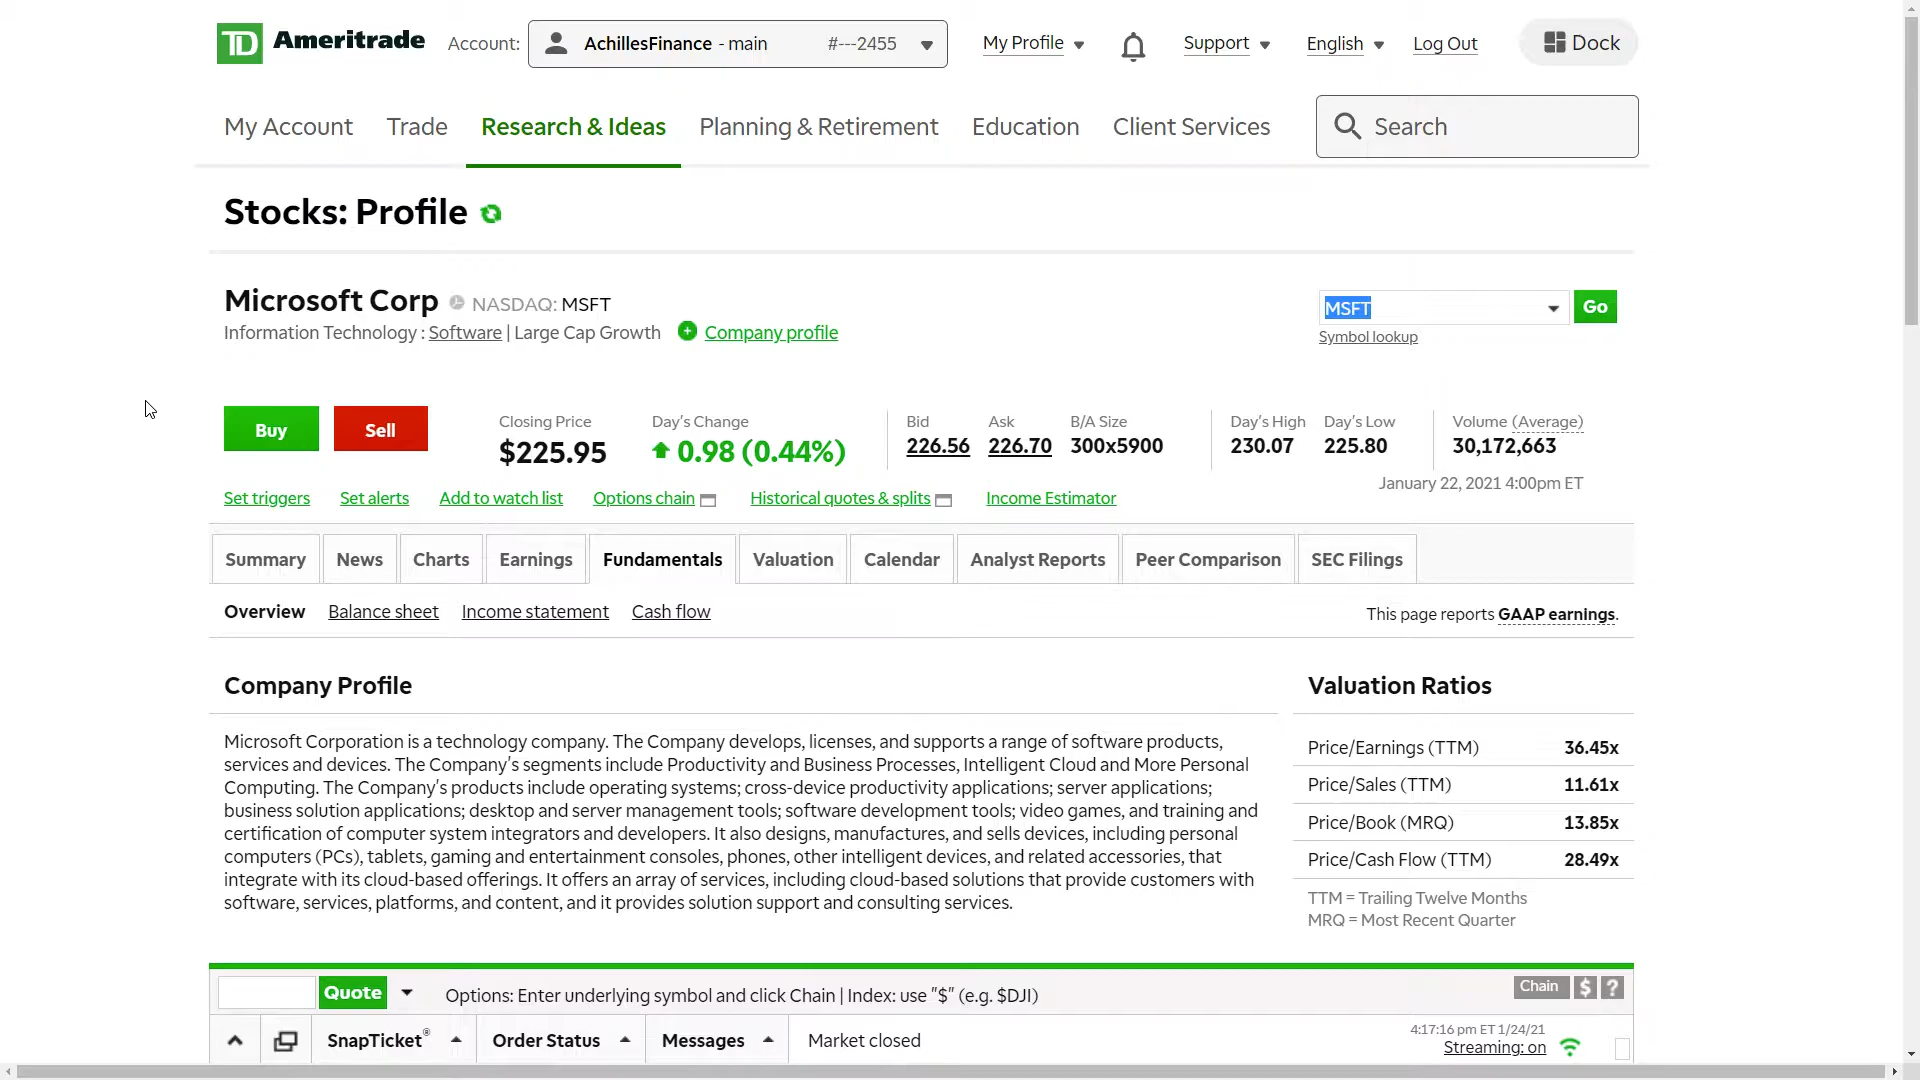 TD Ameritrade
Account: AchillesFinance - main #---2455
My Profile
Support
English
Log Out
Dock
My Account
Trade
Research & Ideas
Planning & Retirement
Education
Client Services
Search
Stocks: Profile
Microsoft Corp NASDAQ: MSFT
Information Technology : Software | Large Cap Growth
Company profile
MSFT
Go
Symbol lookup
Buy
Sell
Closing Price
$225.95
Day's Change
0.98 (0.44%)
Bid
226.56
Ask
226.70
B/A Size
300x5900
Day's High
230.07
Day's Low
225.80
Volume (Average)
30,172,663
January 22, 2021 4:00pm ET
Set triggers
Set alerts
Add to watch list
Options chain
Historical quotes & splits
Income Estimator
Summary
News
Charts
Earnings
Fundamentals
Valuation
Calendar
Analyst Reports
Peer Comparison
SEC Filings
Overview
Balance sheet
Income statement
Cash flow
This page reports GAAP earnings.
Company Profile
Microsoft Corporation is a technology company. The Company develops, licenses, and supports a range of software products,
services and devices. The Company's segments include Productivity and Business Processes, Intelligent Cloud and More Personal
Computing. The Company's products include operating systems; cross-device productivity applications; server applications;
business solution applications; desktop and server management tools; software development tools; video games, and training and
certification of computer system integrators and developers. It also designs, manufactures, and sells devices, including personal
computers (PCs), tablets, gaming and entertainment consoles, phones, other intelligent devices, and related accessories, that
integrate with its cloud-based offerings. It offers an array of services, including cloud-based solutions that provide customers with
software, services, platforms, and content, and it provides solution support and consulting services.
Valuation Ratios
Price/Earnings (TTM) 36.45x
Price/Sales (TTM) 11.61x
Price/Book (MRQ) 13.85x
Price/Cash Flow (TTM) 28.49x
TTM = Trailing Twelve Months
MRQ = Most Recent Quarter
Quote
Options: Enter underlying symbol and click Chain | Index: use "$" (e.g. $DJI)
Chain
$
?
SnapTicket®
Order Status
Messages
Market closed
4:17:16 pm ET 1/24/21
Streaming: on